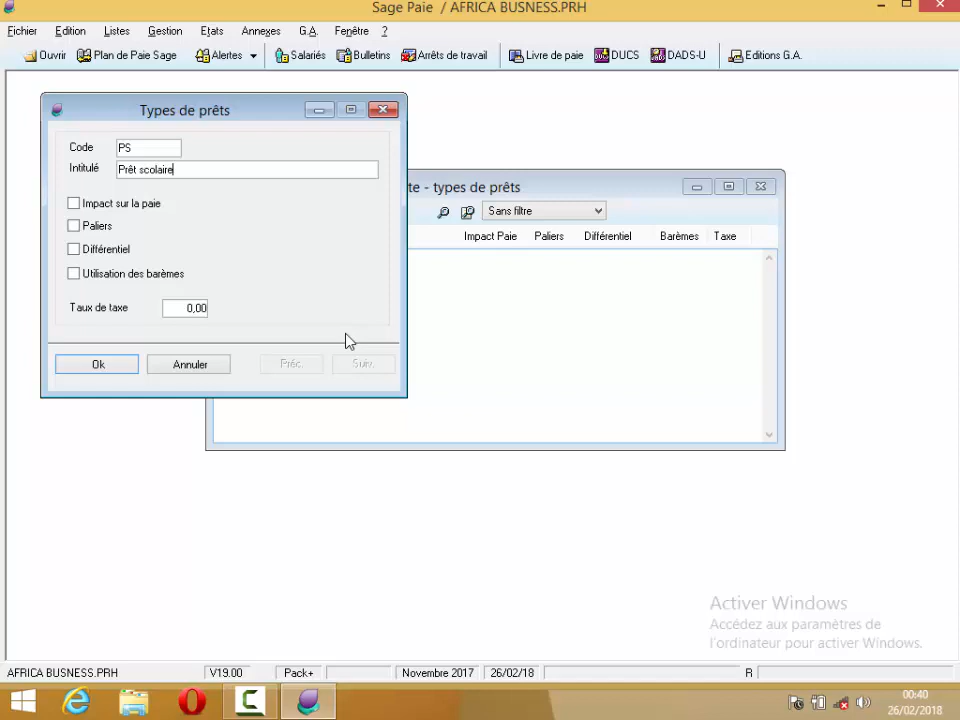 Sage Paie / AFRICA BUSNESS.PRH
Fichier Edition Listes Gestion Etats Annexes G.A. Fenêtre ?
Ouvrir Plan de Paie Sage Alertes Salariés Bulletins Arrêts de travail Livre de paie DUCS DADS-U Editions G.A.
Types de prêts
Code PS
Intitulé Prêt scolaire
Impact sur la paie
Paliers
Différentiel
Utilisation des barèmes
Taux de taxe 0,00
Ok Annuler Préc. Suiv.
te - types de prêts
Sans filtre
Impact Paie Paliers Différentiel Barèmes Taxe
Activer Windows
Accédez aux paramètres de
l'ordinateur pour activer Windows.
AFRICA BUSNESS.PRH V19.00 Pack+ Novembre 2017 26/02/18 R
00:40
26/02/2018